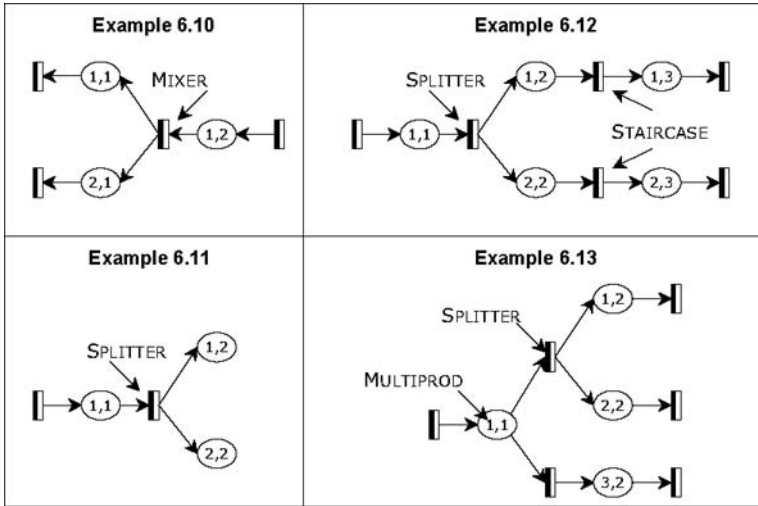 Example 6.10
1,1
MIXER
1,2
2,1
Example 6.12
1,2
1,3
SPLITTER
1,1
STAIRCASE
2,2
2,3
Example 6.11
1,2
SPLITTER
1,1
2,2
Example 6.13
1,2
SPLITTER
MULTIPROD
2,2
1,1
3,2